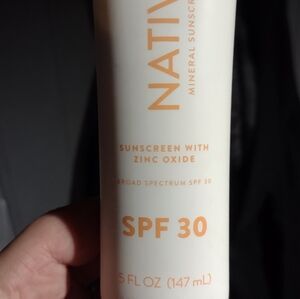 NATIV
MINERAL SUNSCR
SUNSCREEN WITH
ZINC OXIDE
BROAD SPECTRUM SPF 30
SPF 30
5 FL OZ (147 mL)